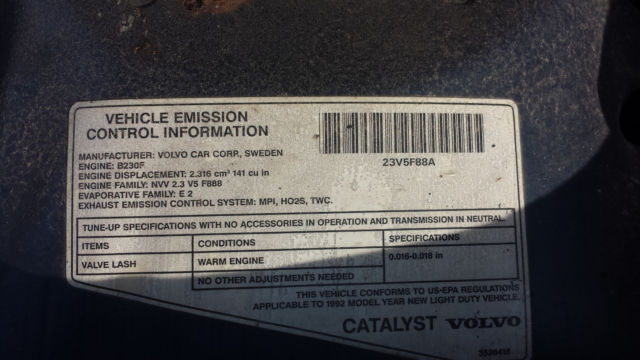 VEHICLE EMISSION
CONTROL INFORMATION
23V5F88A
MANUFACTURER: VOLVO CAR CORP., SWEDEN
ENGINE: B230F
ENGINE DISPLACEMENT: 2.316 cm³ 141 cu in
ENGINE FAMILY: NVV 2.3 V5 F888
EVAPORATIVE FAMILY: E 2
EXHAUST EMISSION CONTROL SYSTEM: MPI, HO2S, TWC.
TUNE-UP SPECIFICATIONS WITH NO ACCESSORIES IN OPERATION AND TRANSMISSION IN NEUTRAL.
ITEMS CONDITIONS SPECIFICATIONS
VALVE LASH WARM ENGINE 0.016-0.018 in
NO OTHER ADJUSTMENTS NEEDED
THIS VEHICLE CONFORMS TO US-EPA REGULATIONS
APPLICABLE TO 1992 MODEL YEAR NEW LIGHT DUTY VEHICLE.
CATALYST VOLVO